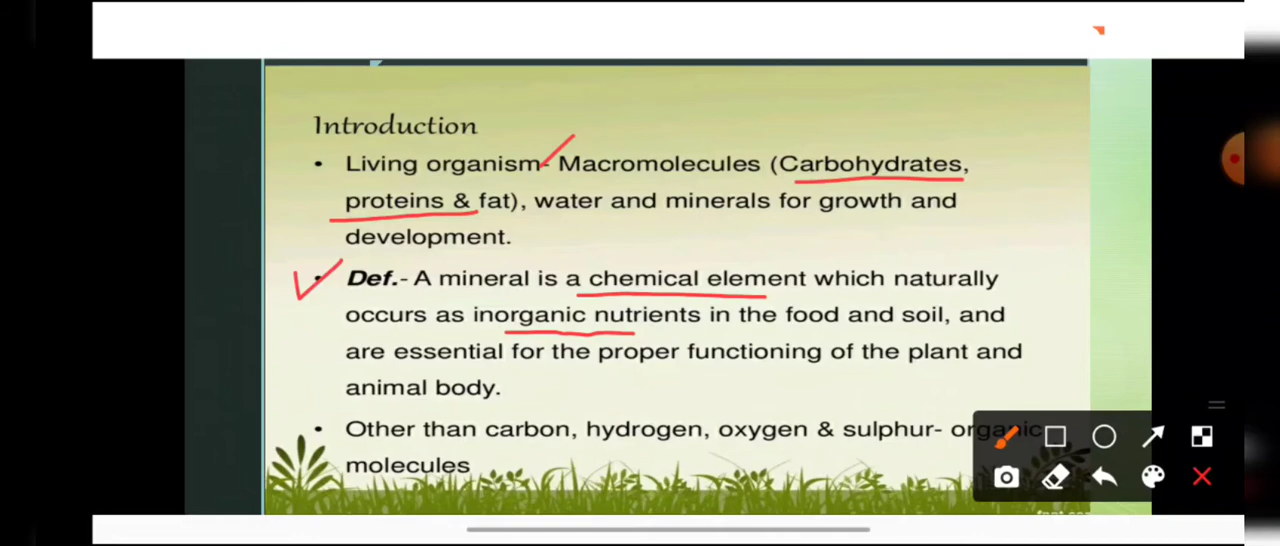 Introduction
• Living organism- Macromolecules (Carbohydrates,
proteins & fat), water and minerals for growth and
development.
• Def.- A mineral is a chemical element which naturally
occurs as inorganic nutrients in the food and soil, and
are essential for the proper functioning of the plant and
animal body.
• Other than carbon, hydrogen, oxygen & sulphur- organic
molecules